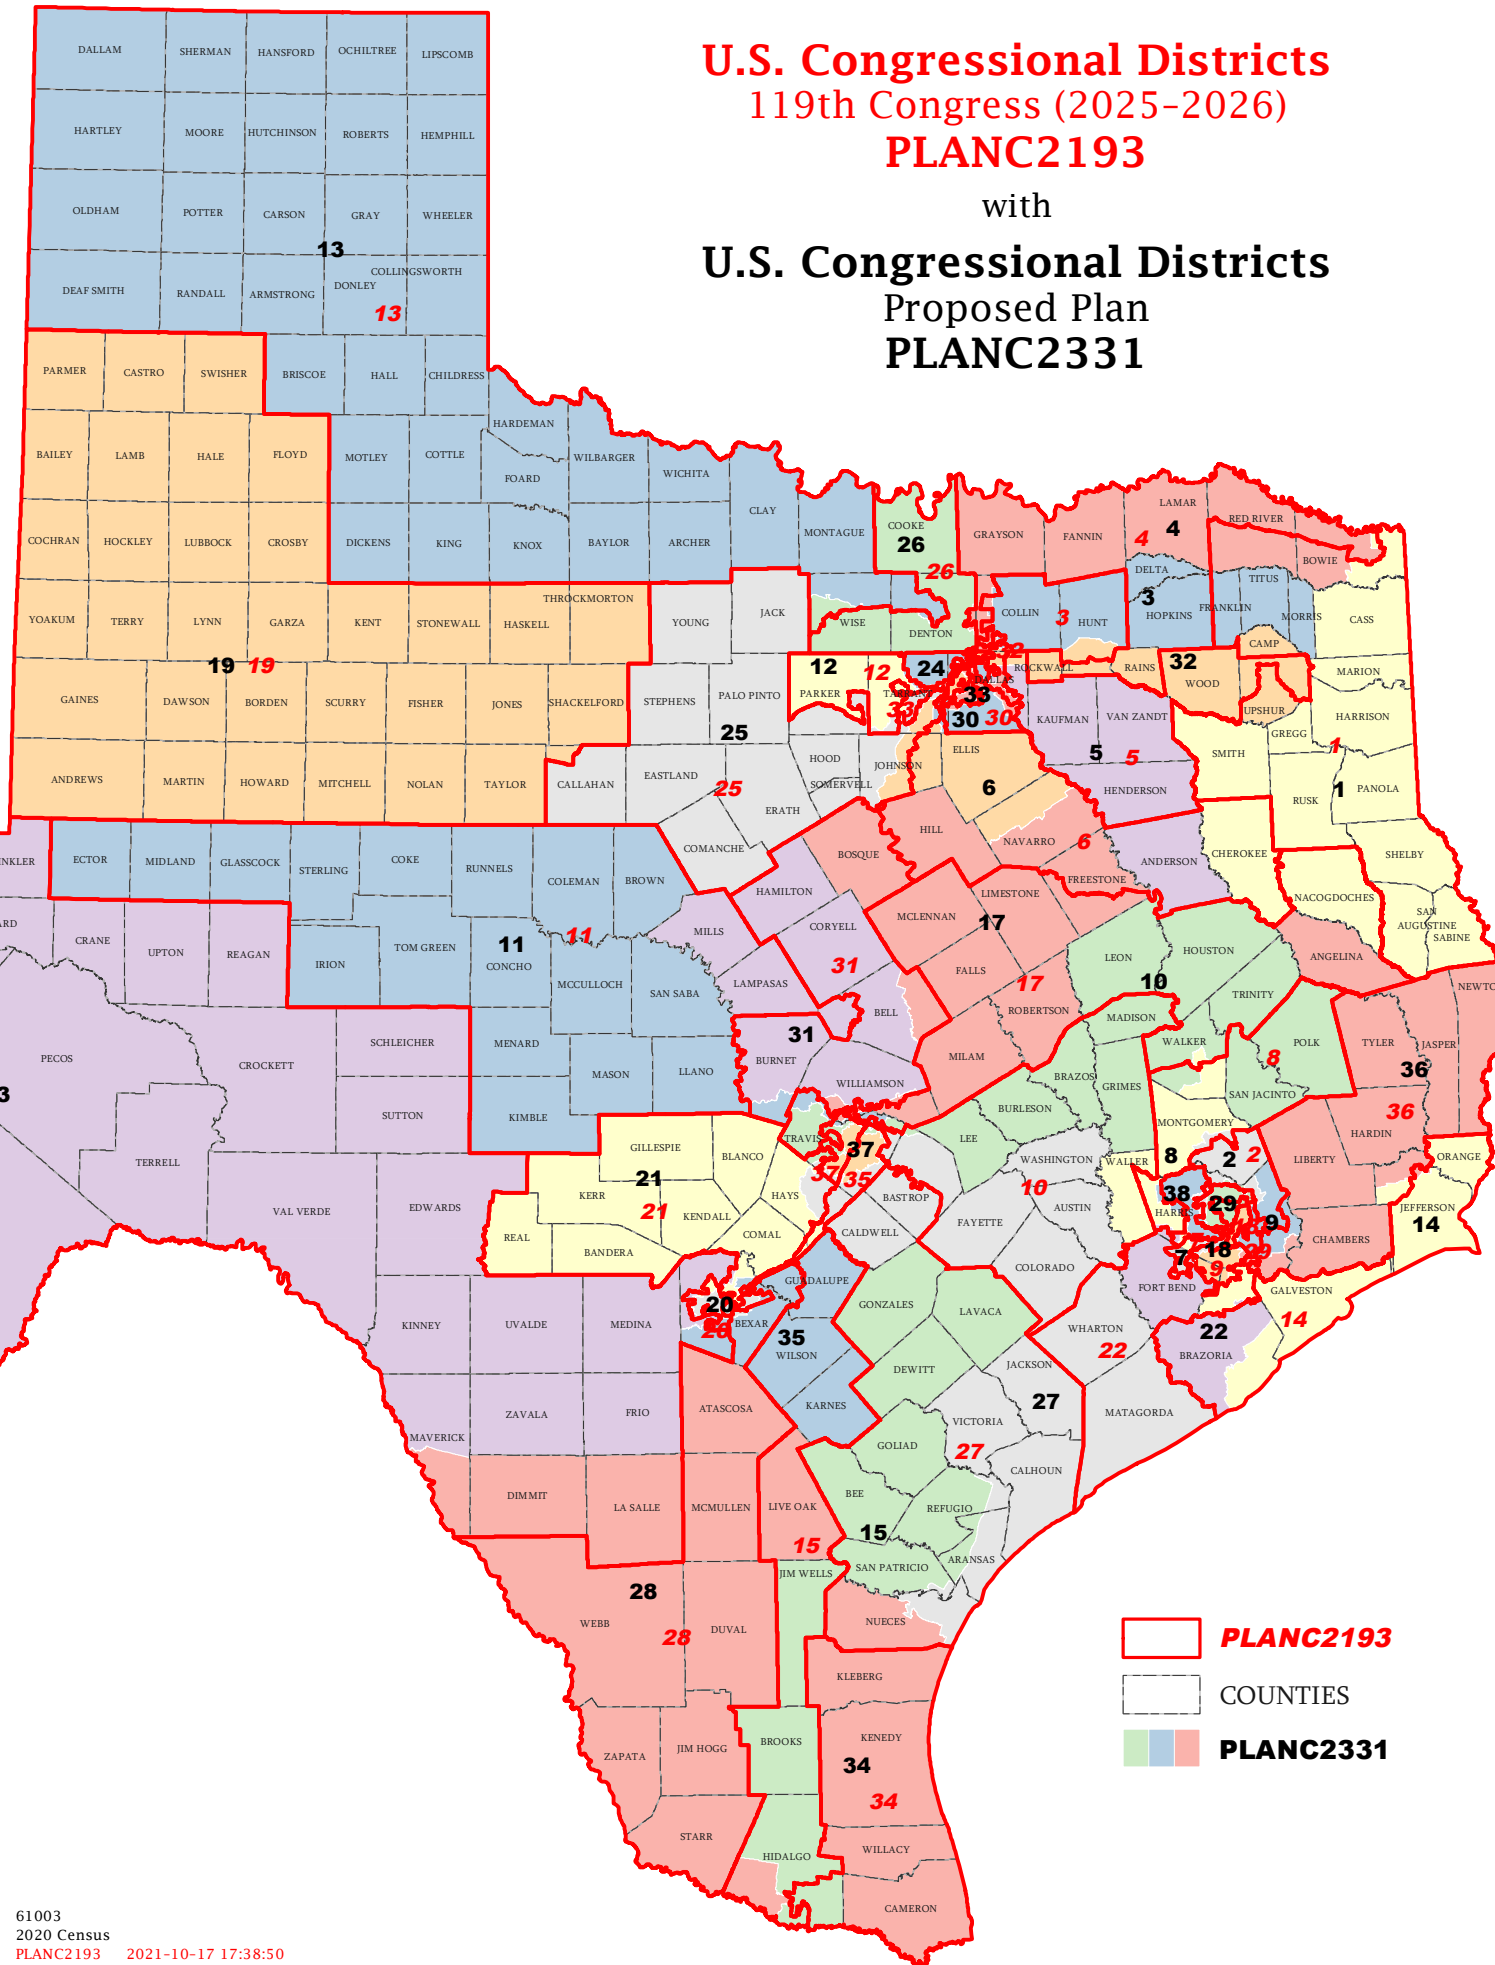 U.S. Congressional Districts
119th Congress (2025-2026)
PLANC2193
with
U.S. Congressional Districts
Proposed Plan
PLANC2331
DALLAM SHERMAN HANSFORD OCHILTREE LIPSCOMB
HARTLEY MOORE HUTCHINSON ROBERTS HEMPHILL
OLDHAM POTTER CARSON GRAY WHEELER
13
COLLINGSWORTH
DEAF SMITH RANDALL ARMSTRONG DONLEY
13
PARMER CASTRO SWISHER BRISCOE HALL CHILDRESS
HARDEMAN
BAILEY LAMB HALE FLOYD MOTLEY COTTLE FOARD WILBARGER WICHITA
CLAY MONTAGUE COOKE GRAYSON FANNIN LAMAR RED RIVER
26 4 4
COCHRAN HOCKLEY LUBBOCK CROSBY DICKENS KING KNOX BAYLOR ARCHER
BOWIE
26
DELTA TITUS
THROCKMORTON
3
YOAKUM TERRY LYNN GARZA KENT STONEWALL HASKELL YOUNG JACK WISE DENTON COLLIN 3 HUNT HOPKINS FRANKLIN MORRIS CASS
CAMP
19 19
12 12 24 32 ROCKWALL RAINS 32 WOOD MARION
GAINES DAWSON BORDEN SCURRY FISHER JONES SHACKELFORD STEPHENS PALO PINTO PARKER TARRANT DALLAS
33 33 30 30 KAUFMAN VAN ZANDT UPSHUR HARRISON
25
GREGG
1
ANDREWS MARTIN HOWARD MITCHELL NOLAN TAYLOR CALLAHAN EASTLAND HOOD JOHNSON ELLIS 5 5 SMITH
SOMERVELL
25 ERATH 6 HENDERSON RUSK 1 PANOLA
COMANCHE HILL NAVARRO 6
NKLER ECTOR MIDLAND GLASSCOCK STERLING COKE RUNNELS COLEMAN BROWN BOSQUE ANDERSON CHEROKEE SHELBY
FREESTONE
HAMILTON LIMESTONE NACOGDOCHES
ARD CRANE UPTON REAGAN IRION TOM GREEN 11 11 MILLS CORYELL MCLENNAN 17 SAN AUGUSTINE
SABINE
CONCHO LEON HOUSTON ANGELINA
31
MCCULLOCH SAN SABA LAMPASAS FALLS 17 10 TRINITY NEWTO
BELL ROBERTSON MADISON
31
PECOS CROCKETT SCHLEICHER MENARD MASON LLANO BURNET MILAM WALKER 8 POLK TYLER JASPER
36
3
WILLIAMSON BRAZOS GRIMES SAN JACINTO
SUTTON KIMBLE BURLESON 36
MONTGOMERY HARDIN
TERRELL GILLESPIE BLANCO TRAVIS 37 LEE WASHINGTON WALLER 8 2 2 LIBERTY ORANGE
21 37 35
VAL VERDE EDWARDS KERR 21 KENDALL HAYS BASTROP 10 AUSTIN 38 29 JEFFERSON
HARRIS 18 9 14
REAL BANDERA COMAL CALDWELL FAYETTE 7 18 29 CHAMBERS
9
COLORADO FORT BEND GALVESTON
GUADALUPE
20 GONZALES LAVACA 14
KINNEY UVALDE MEDINA 20 BEXAR 35 WHARTON 22
WILSON 22 BRAZORIA
DEWITT JACKSON
ZAVALA FRIO ATASCOSA KARNES 27 MATAGORDA
VICTORIA
MAVERICK GOLIAD 27
CALHOUN
DIMMIT LA SALLE MCMULLEN LIVE OAK BEE REFUGIO
15 15
ARANSAS
JIM WELLS SAN PATRICIO
28
WEBB 28 DUVAL NUECES
KLEBERG
ZAPATA JIM HOGG BROOKS KENEDY
34
34
STARR HIDALGO WILLACY
CAMERON
PLANC2193
COUNTIES
PLANC2331
61003
2020 Census
PLANC2193 2021-10-17 17:38:50